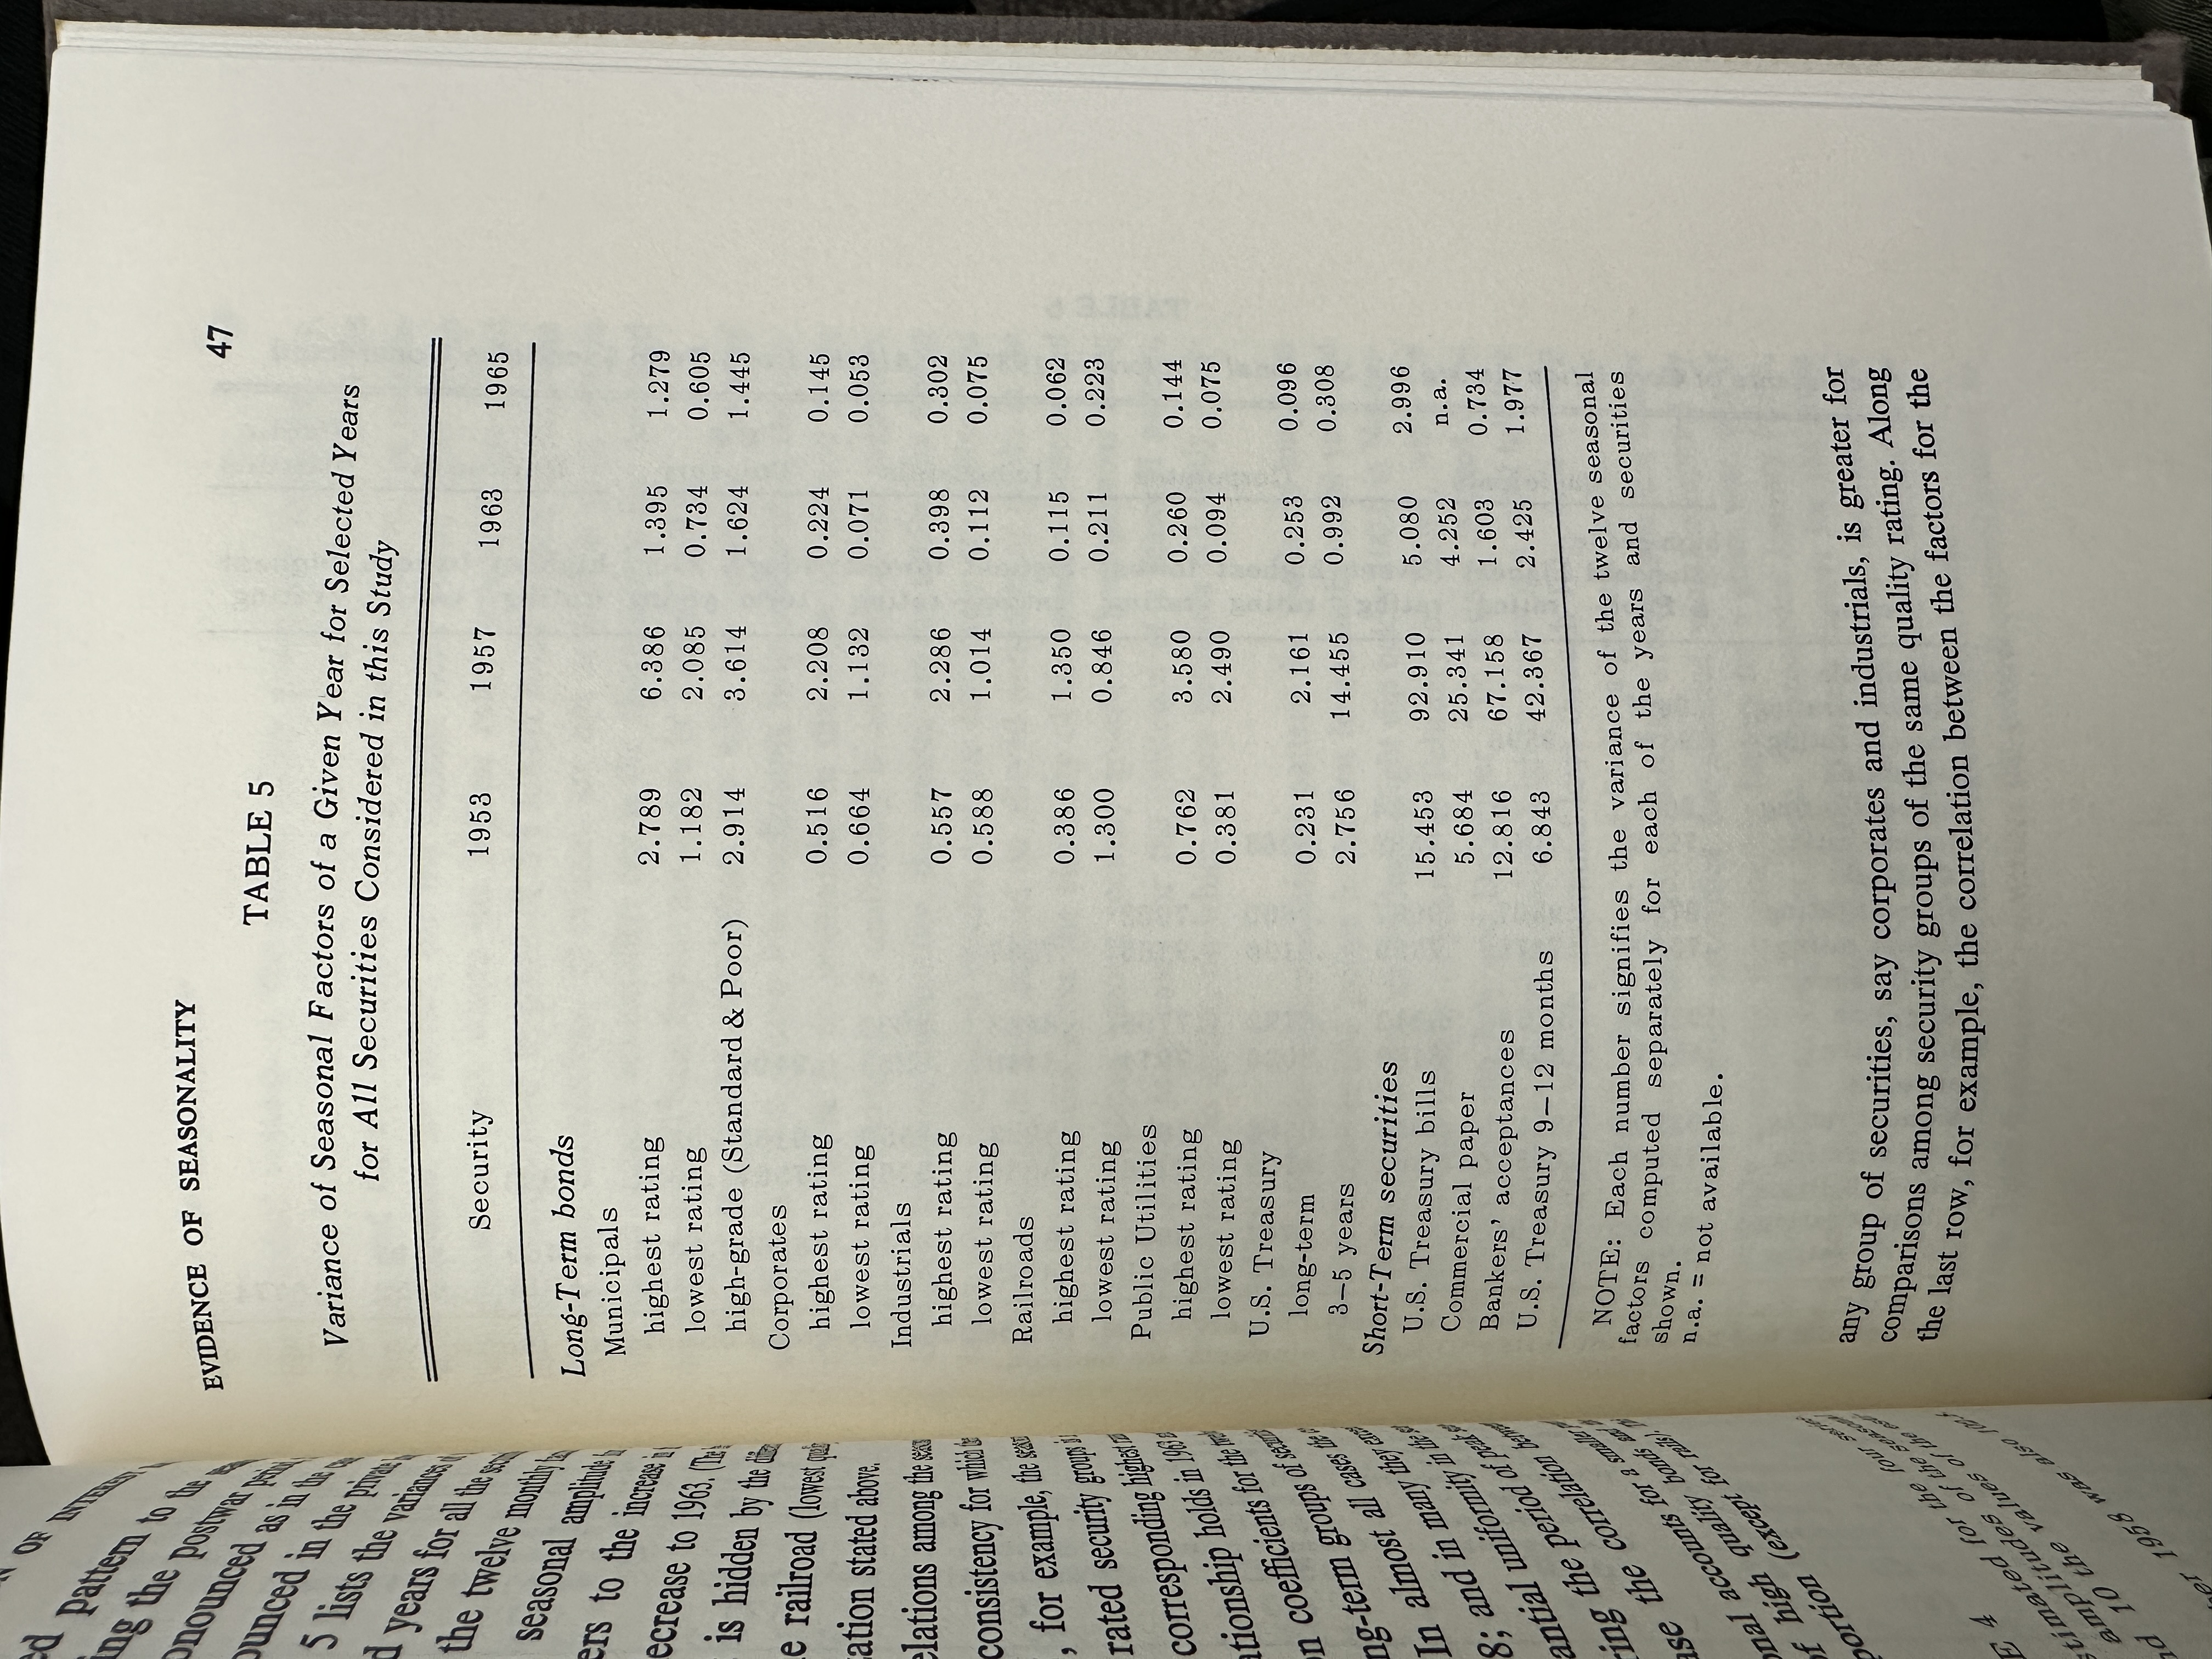 OF
ed pattern to the
ing the postwar period
onounced as in the
ounced in the private
5 lists the variances of
d years for all the
the twelve monthly
seasonal amplitude
ers to the increase in
ecrease to 1963. (The
is hidden by the
e railroad (lowest
ation stated above.
elations among the
consistency for which
, for example, the
rated security groups
corresponding highest
ationship holds in 1963
on coefficients for the
ng-term groups of
In almost all cases the
8; and in many they
antial uniformity in the
ring the period of peak
ase the correlation
onal accounts for a smaller
of high quality bonds and
portion (except for rails).
E 4
stimated for the four series
amplitudes of the seasonal
nd 10 the values of the
ber 1958 was also
EVIDENCE OF SEASONALITY 47
TABLE 5
Variance of Seasonal Factors of a Given Year for Selected Years
for All Securities Considered in this Study
Security 1953 1957 1963 1965
Long-Term bonds
Municipals
highest rating 2.789 6.386 1.395 1.279
lowest rating 1.182 2.085 0.734 0.605
high-grade (Standard & Poor) 2.914 3.614 1.624 1.445
Corporates
highest rating 0.516 2.208 0.224 0.145
lowest rating 0.664 1.132 0.071 0.053
Industrials
highest rating 0.557 2.286 0.398 0.302
lowest rating 0.588 1.014 0.112 0.075
Railroads
highest rating 0.386 1.350 0.115 0.062
lowest rating 1.300 0.846 0.211 0.223
Public Utilities
highest rating 0.762 3.580 0.260 0.144
lowest rating 0.381 2.490 0.094 0.075
U.S. Treasury
long-term 0.231 2.161 0.253 0.096
3–5 years 2.756 14.455 0.992 0.308
Short-Term securities
U.S. Treasury bills 15.453 92.910 5.080 2.996
Commercial paper 5.684 25.341 4.252 n.a.
Bankers' acceptances 12.816 67.158 1.603 0.734
U.S. Treasury 9–12 months 6.843 42.367 2.425 1.977
NOTE: Each number signifies the variance of the twelve seasonal
factors computed separately for each of the years and securities
shown.
n.a. = not available.
any group of securities, say corporates and industrials, is greater for
comparisons among security groups of the same quality rating. Along
the last row, for example, the correlation between the factors for the